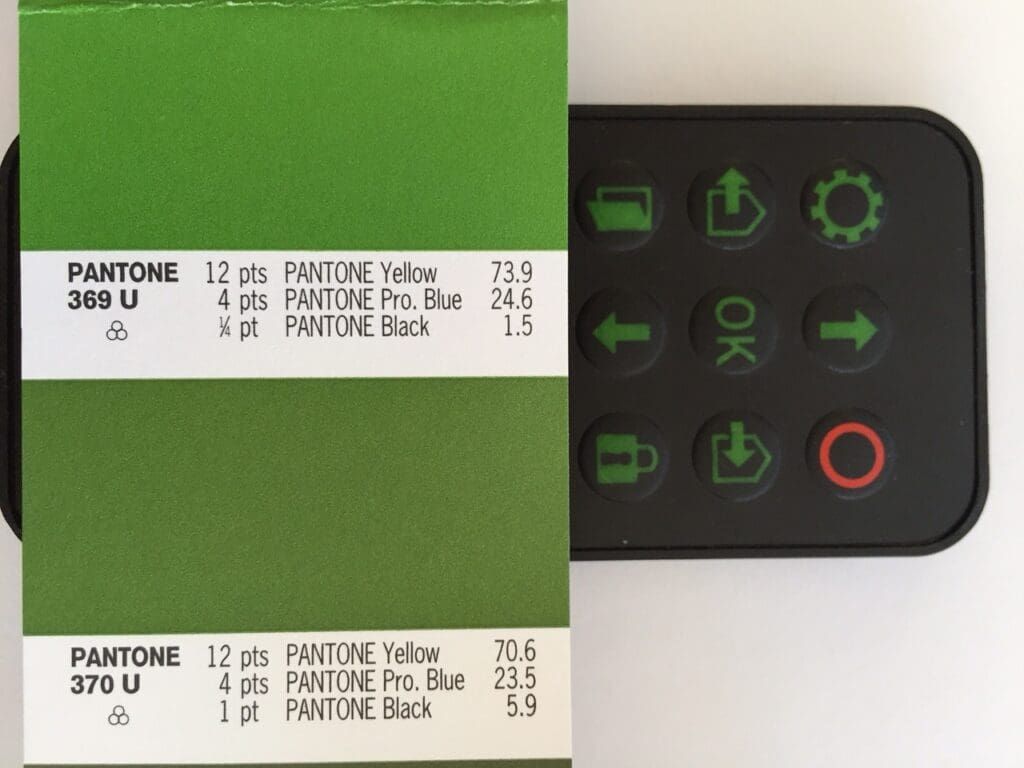 PANTONE 12 pts PANTONE Yellow 73.9
369 U 4 pts PANTONE Pro. Blue 24.6
¼ pt PANTONE Black 1.5
OK
PANTONE 12 pts PANTONE Yellow 70.6
370 U 4 pts PANTONE Pro. Blue 23.5
1 pt PANTONE Black 5.9